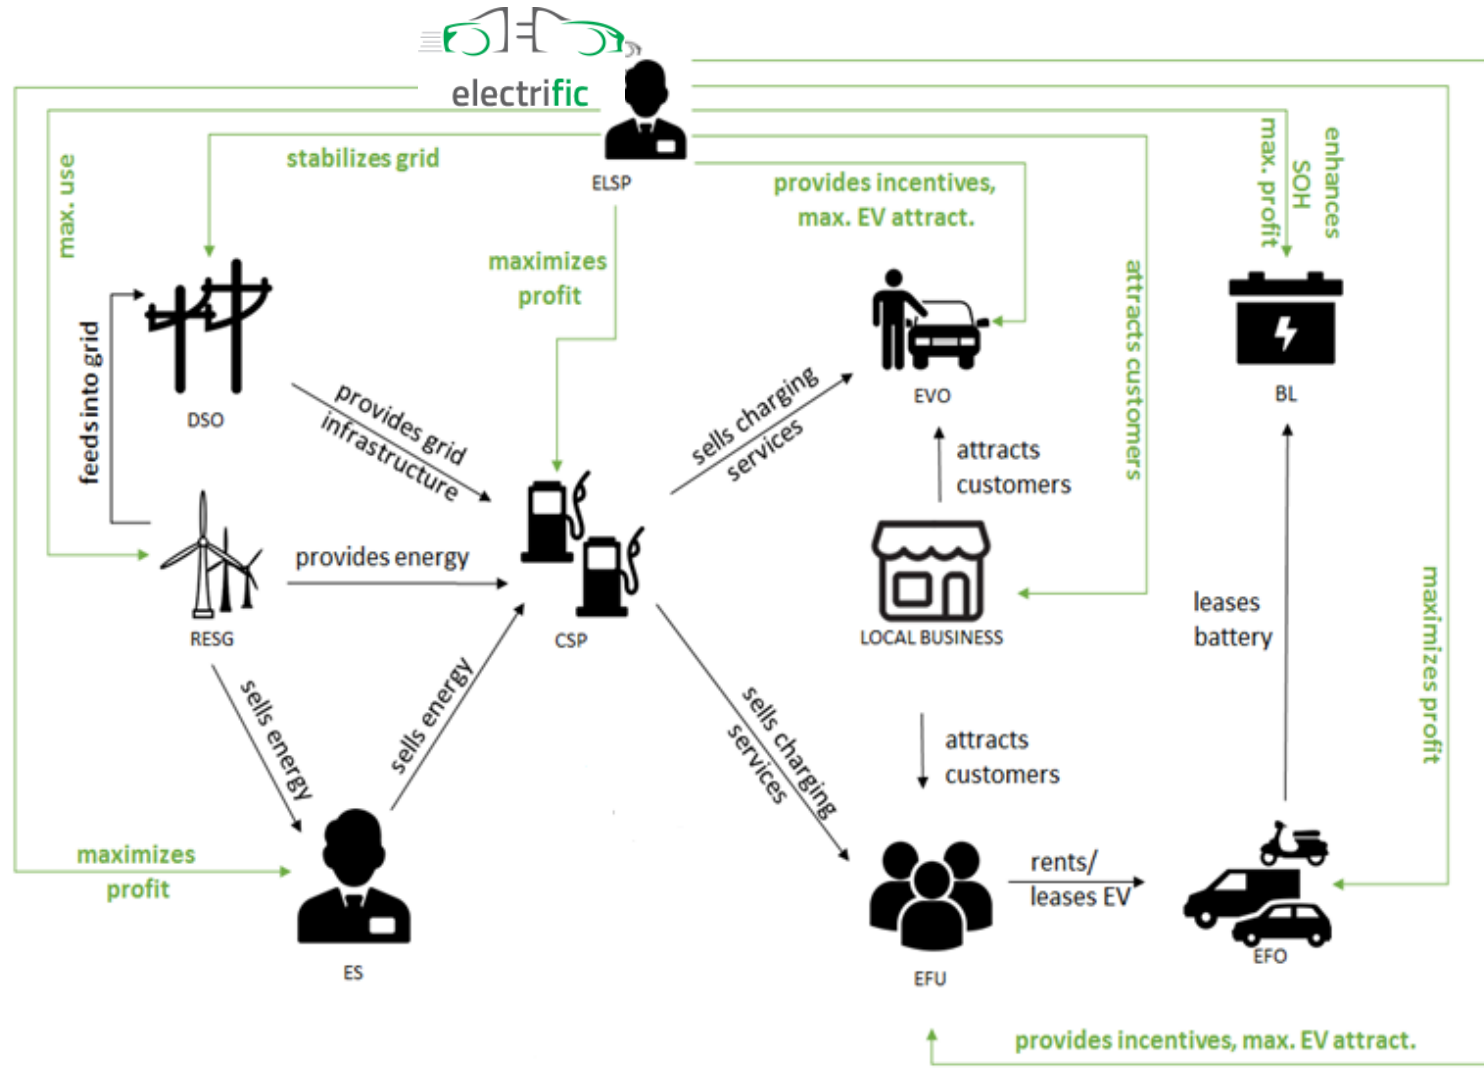 electrific
ELSP
stabilizes grid
max. use
provides incentives,
max. EV attract.
enhances
SOH
max. profit
maximizes
profit
attracts customers
feeds into grid
DSO
provides grid
infrastructure
sells charging
services
EVO
BL
attracts
customers
provides energy
RESG
CSP
LOCAL BUSINESS
leases
battery
maximizes profit
sells energy
sells energy
sells charging
services
attracts
customers
maximizes
profit
rents/
leases EV
ES
EFU
EFO
provides incentives, max. EV attract.